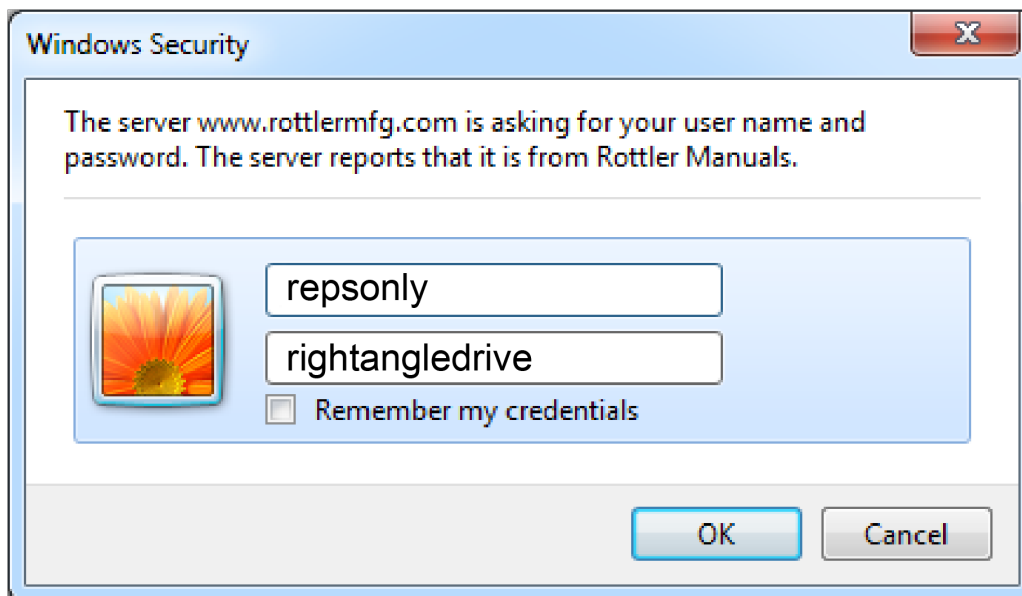 Windows Security
The server www.rottlermfg.com is asking for your user name and
password. The server reports that it is from Rottler Manuals.
repsonly
rightangledrive
Remember my credentials
OK
Cancel